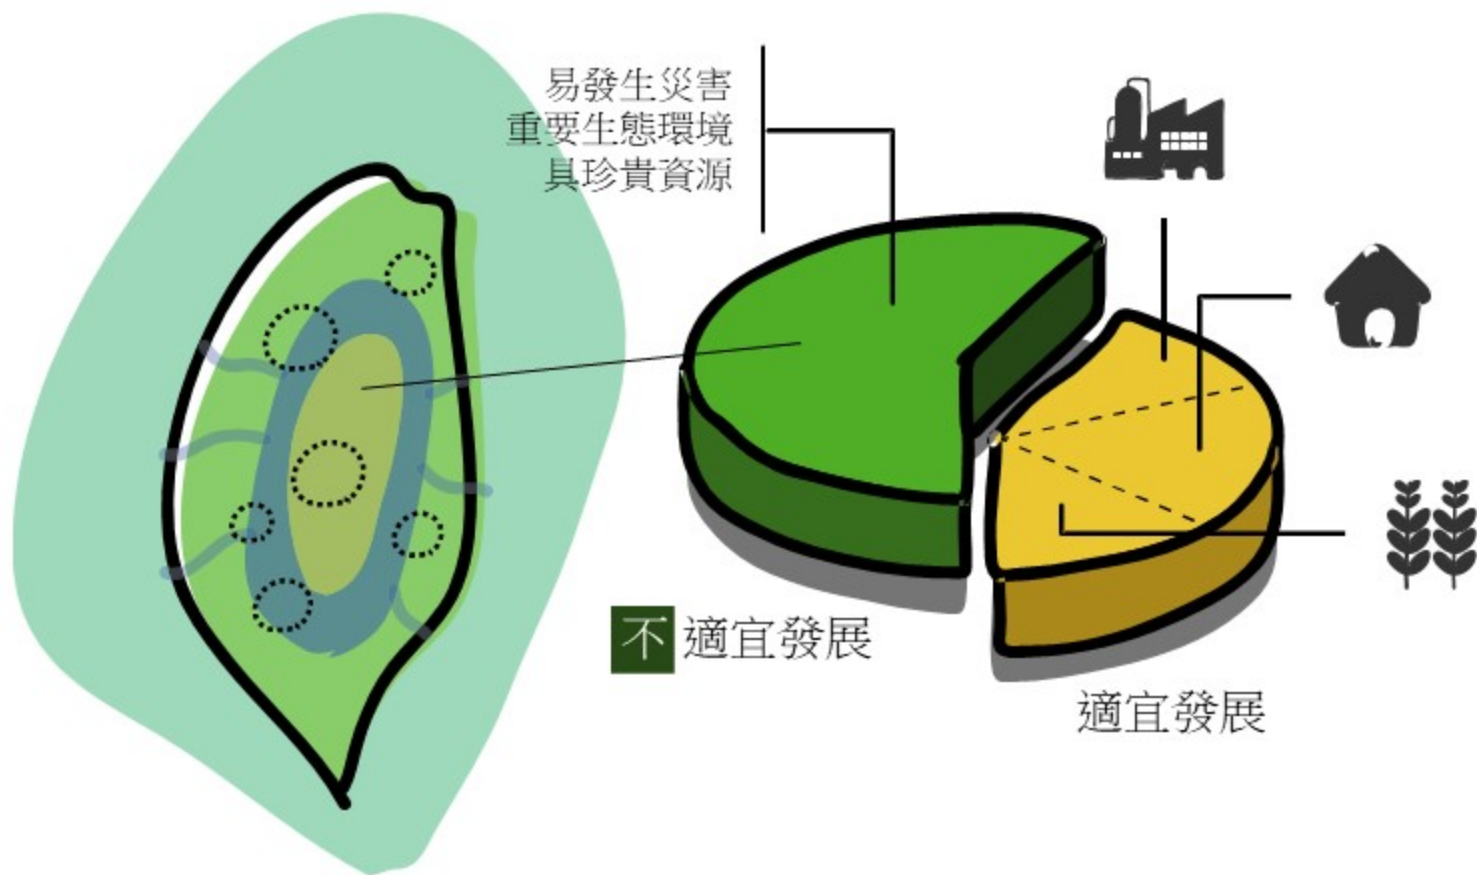 易發生災害
重要生態環境
具珍貴資源
不適宜發展
適宜發展